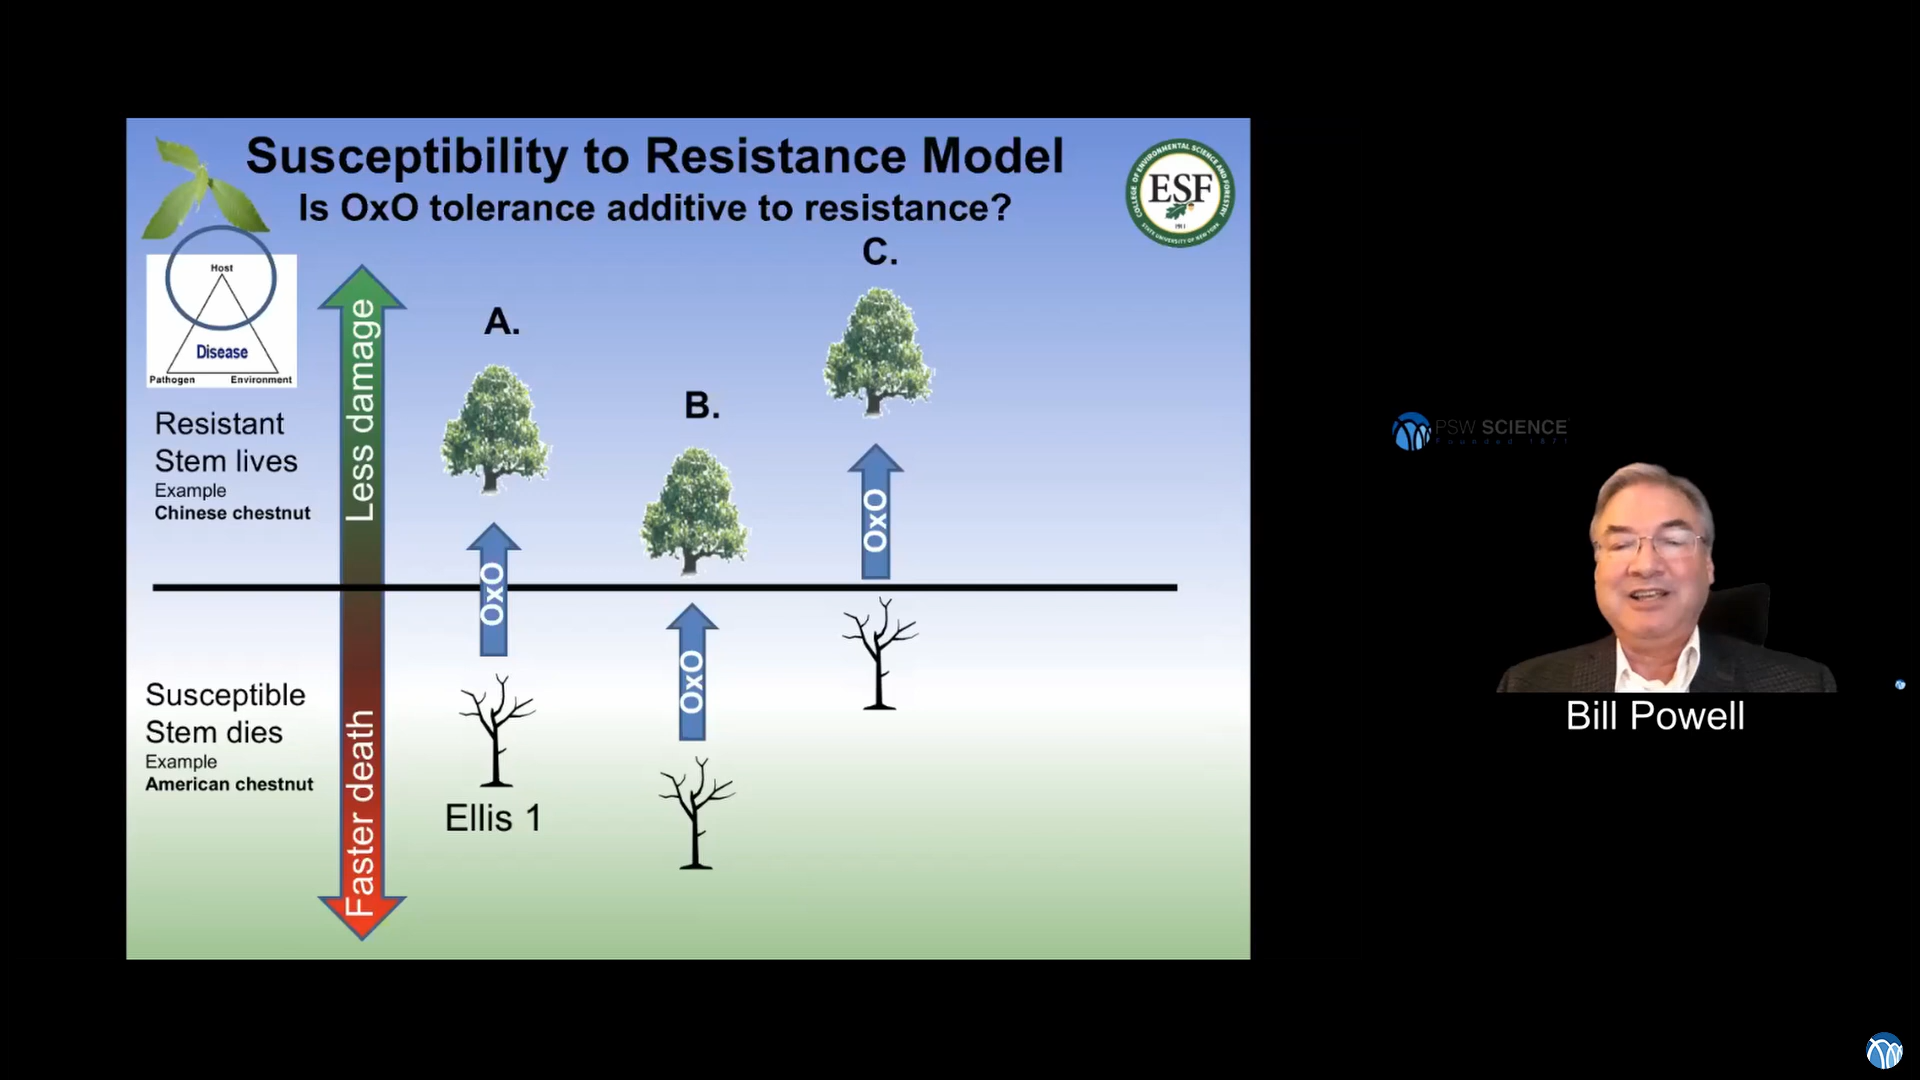 Susceptibility to Resistance Model
Is OxO tolerance additive to resistance?
COLLEGE OF ENVIRONMENTAL SCIENCE AND FORESTRY
ESF
1911
STATE UNIVERSITY OF NEW YORK
Host
Disease
Pathogen Environment
Less damage
Faster death
Resistant
Stem lives
Example
Chinese chestnut
Susceptible
Stem dies
Example
American chestnut
A.
OxO
Ellis 1
B.
OxO
C.
OxO
PSW SCIENCE
Founded 1871
Bill Powell